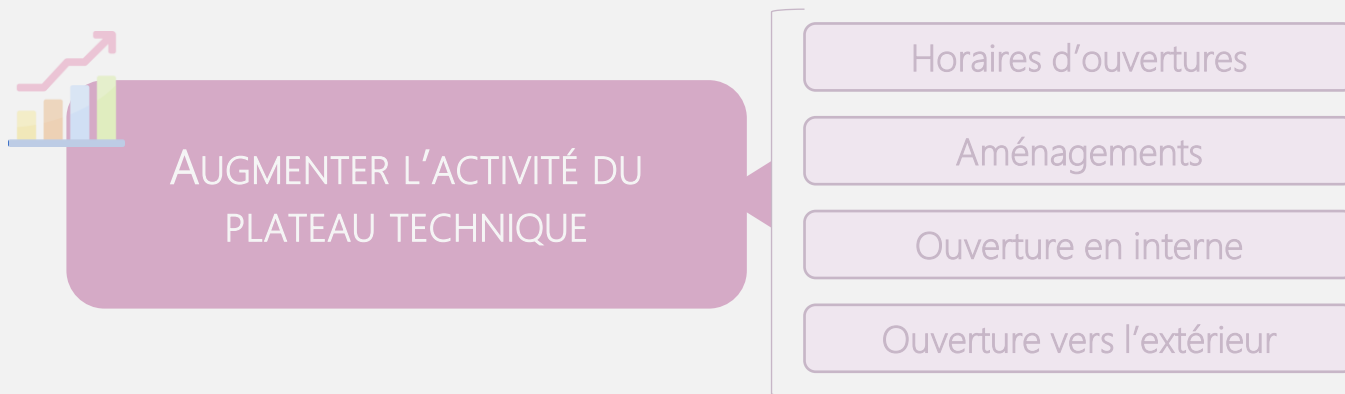 AUGMENTER L’ACTIVITÉ DU
PLATEAU TECHNIQUE
Horaires d’ouvertures
Aménagements
Ouverture en interne
Ouverture vers l’extérieur